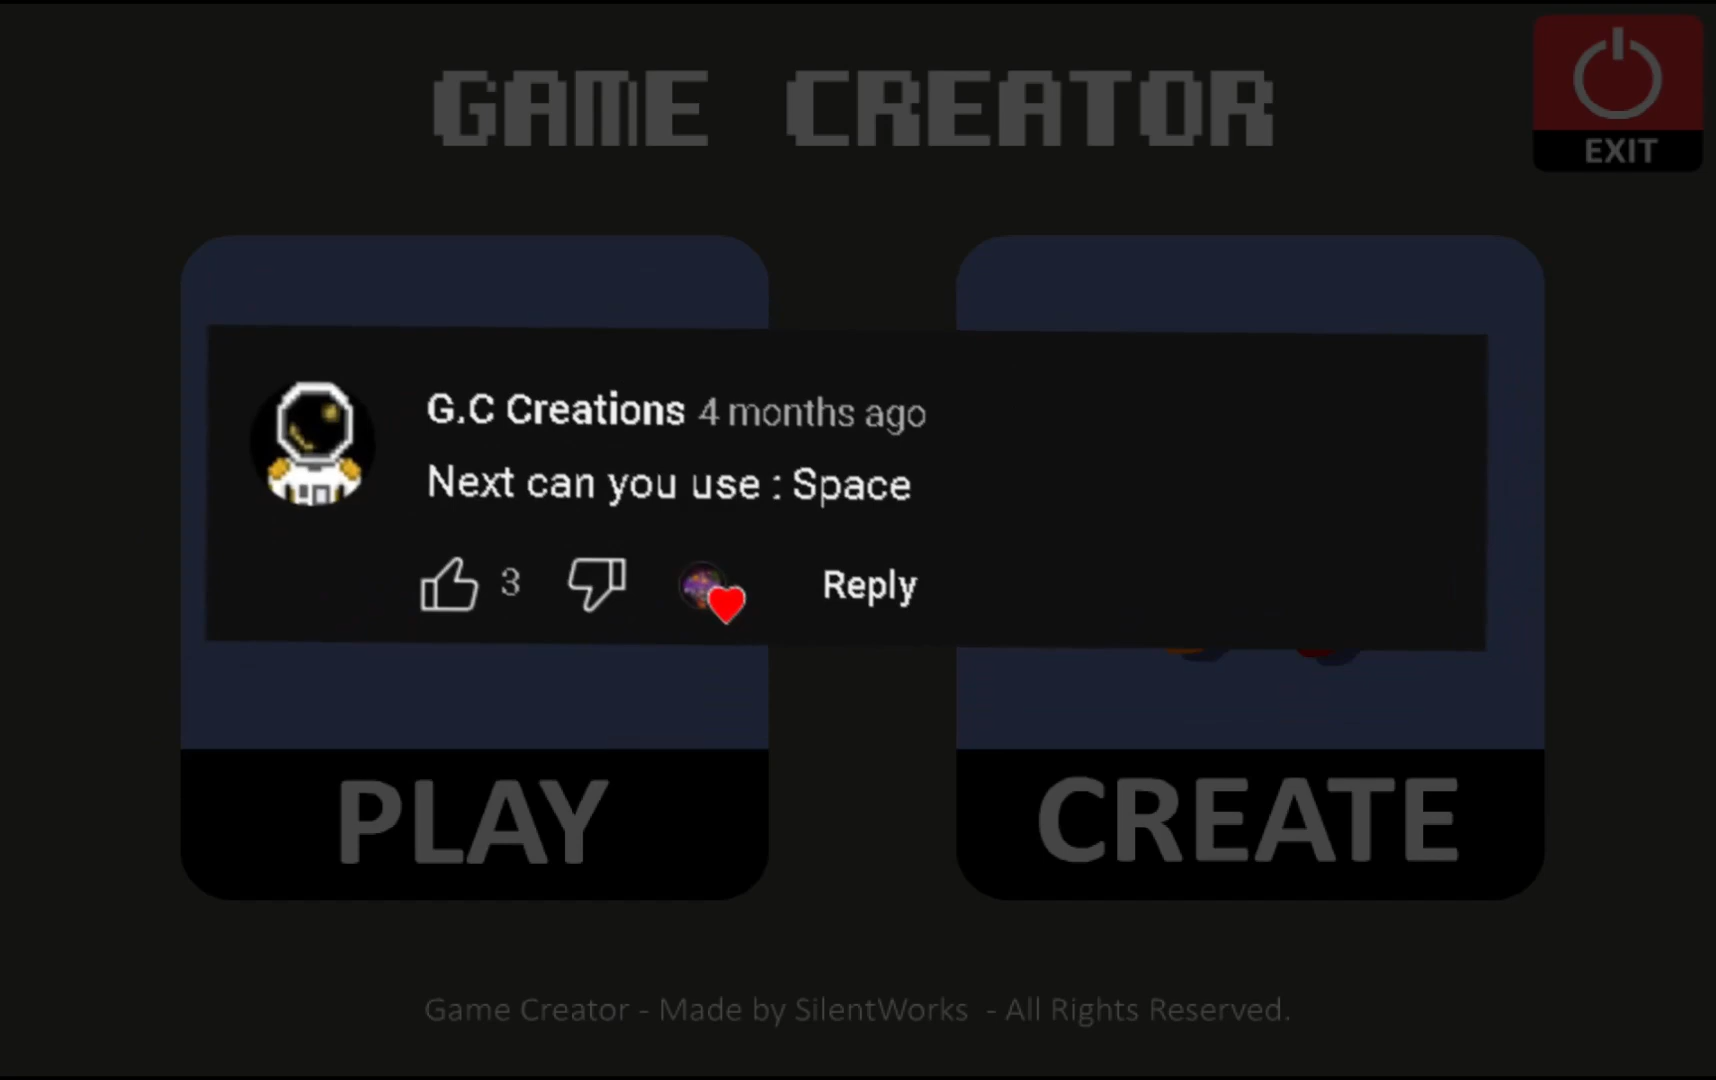 GAME CREATOR
EXIT
G.C Creations 4 months ago
Next can you use : Space
3
Reply
PLAY
CREATE
Game Creator - Made by SilentWorks - All Rights Reserved.